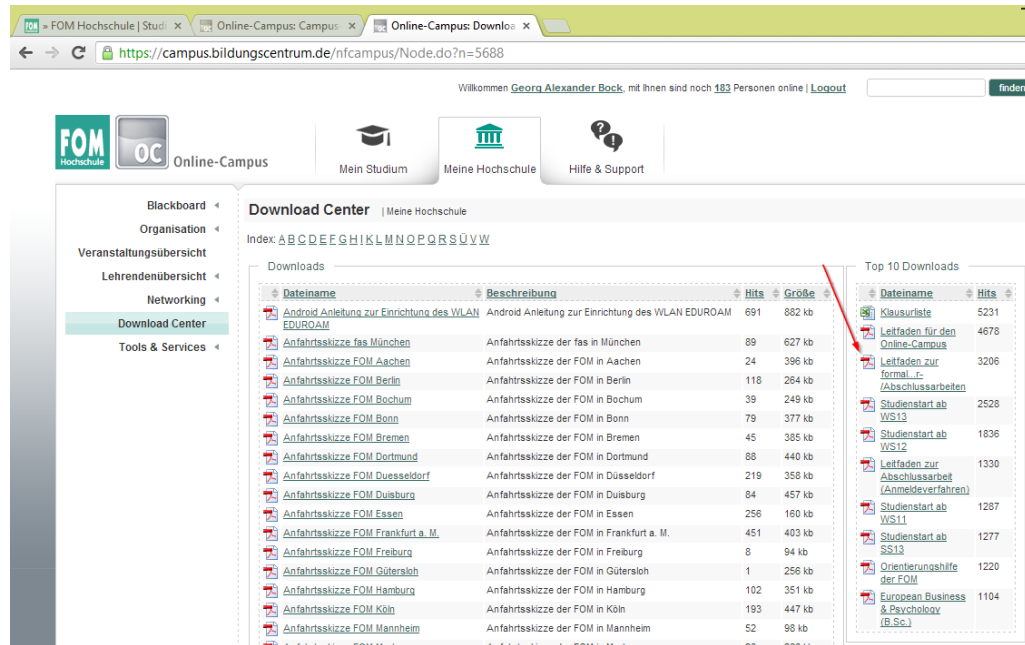 » FOM Hochschule | Studi
Online-Campus: Campus-
Online-Campus: Downloa
https://campus.bildungscentrum.de/nfcampus/Node.do?n=5688
Willkommen Georg Alexander Bock, mit Ihnen sind noch 183 Personen online | Logout
finden
FOM
Hochschule
OC
Online-Campus
Mein Studium
Meine Hochschule
Hilfe & Support
Blackboard
Organisation
Veranstaltungsübersicht
Lehrendenübersicht
Networking
Download Center
Tools & Services
Download Center | Meine Hochschule
Index: A B C D E F G H I K L M N O P Q R S Ü V W
Downloads
Dateiname Beschreibung Hits Größe
Android Anleitung zur Einrichtung des WLAN Android Anleitung zur Einrichtung des WLAN EDUROAM 691 882 kb
EDUROAM
Anfahrtsskizze fas München Anfahrtsskizze der fas in München 89 627 kb
Anfahrtsskizze FOM Aachen Anfahrtsskizze der FOM in Aachen 24 396 kb
Anfahrtsskizze FOM Berlin Anfahrtsskizze der FOM in Berlin 118 264 kb
Anfahrtsskizze FOM Bochum Anfahrtsskizze der FOM in Bochum 39 249 kb
Anfahrtsskizze FOM Bonn Anfahrtsskizze der FOM in Bonn 79 377 kb
Anfahrtsskizze FOM Bremen Anfahrtsskizze der FOM in Bremen 45 385 kb
Anfahrtsskizze FOM Dortmund Anfahrtsskizze der FOM in Dortmund 88 440 kb
Anfahrtsskizze FOM Duesseldorf Anfahrtsskizze der FOM in Düsseldorf 219 358 kb
Anfahrtsskizze FOM Duisburg Anfahrtsskizze der FOM in Duisburg 84 457 kb
Anfahrtsskizze FOM Essen Anfahrtsskizze der FOM in Essen 256 160 kb
Anfahrtsskizze FOM Frankfurt a. M. Anfahrtsskizze der FOM in Frankfurt a. M. 451 403 kb
Anfahrtsskizze FOM Freiburg Anfahrtsskizze der FOM in Freiburg 8 94 kb
Anfahrtsskizze FOM Gütersloh Anfahrtsskizze der FOM in Gütersloh 1 256 kb
Anfahrtsskizze FOM Hamburg Anfahrtsskizze der FOM in Hamburg 102 351 kb
Anfahrtsskizze FOM Köln Anfahrtsskizze der FOM in Köln 193 447 kb
Anfahrtsskizze FOM Mannheim Anfahrtsskizze der FOM in Mannheim 52 98 kb
Top 10 Downloads
Dateiname Hits
Klausurliste 5231
Leitfaden für den 4678
Online-Campus
Leitfaden zur 3206
formal...r-
/Abschlussarbeiten
Studienstart ab 2528
WS13
Studienstart ab 1836
WS12
Leitfaden zur 1330
Abschlussarbeit
(Anmeldeverfahren)
Studienstart ab 1287
WS11
Studienstart ab 1277
SS13
Orientierungshilfe 1220
der FOM
European Business 1104
& Psychology
(B.Sc.)